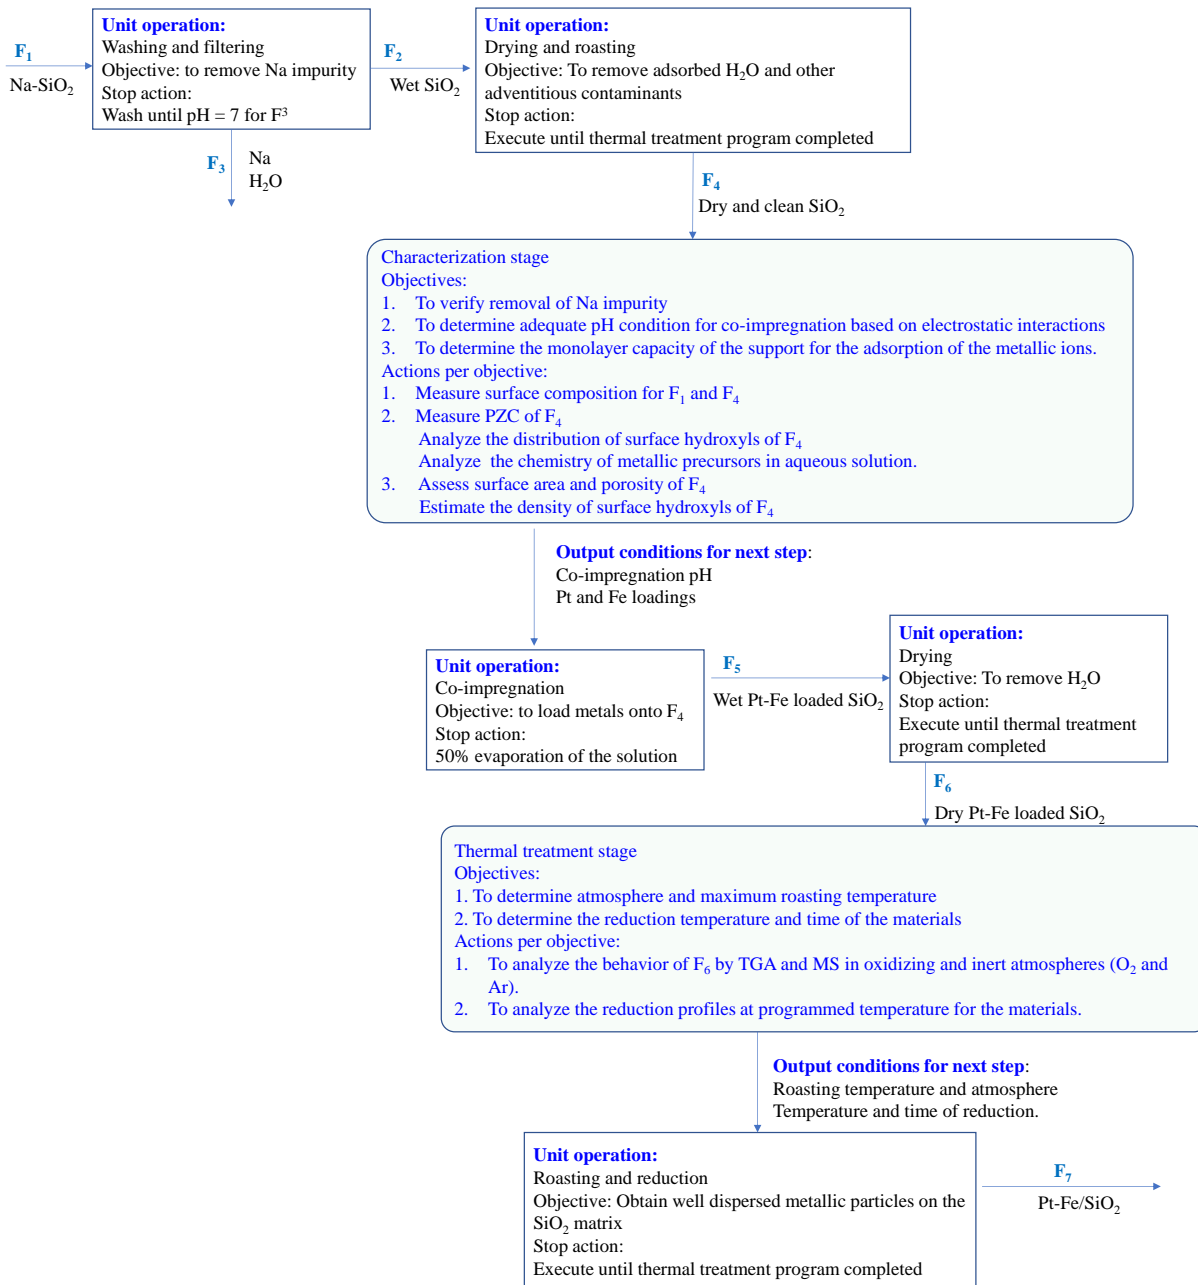 F₁
Na-SiO₂
Unit operation:
Washing and filtering
Objective: to remove Na impurity
Stop action:
Wash until pH = 7 for F³
F₂
Wet SiO₂
Unit operation:
Drying and roasting
Objective: To remove adsorbed H₂O and other
adventitious contaminants
Stop action:
Execute until thermal treatment program completed
F₃
Na
H₂O
F₄
Dry and clean SiO₂
Characterization stage
Objectives:
1. To verify removal of Na impurity
2. To determine adequate pH condition for co-impregnation based on electrostatic interactions
3. To determine the monolayer capacity of the support for the adsorption of the metallic ions.
Actions per objective:
1. Measure surface composition for F₁ and F₄
2. Measure PZC of F₄
Analyze the distribution of surface hydroxyls of F₄
Analyze the chemistry of metallic precursors in aqueous solution.
3. Assess surface area and porosity of F₄
Estimate the density of surface hydroxyls of F₄
Output conditions for next step:
Co-impregnation pH
Pt and Fe loadings
Unit operation:
Co-impregnation
Objective: to load metals onto F₄
Stop action:
50% evaporation of the solution
F₅
Wet Pt-Fe loaded SiO₂
Unit operation:
Drying
Objective: To remove H₂O
Stop action:
Execute until thermal treatment
program completed
F₆
Dry Pt-Fe loaded SiO₂
Thermal treatment stage
Objectives:
1. To determine atmosphere and maximum roasting temperature
2. To determine the reduction temperature and time of the materials
Actions per objective:
1. To analyze the behavior of F₆ by TGA and MS in oxidizing and inert atmospheres (O₂ and
Ar).
2. To analyze the reduction profiles at programmed temperature for the materials.
Output conditions for next step:
Roasting temperature and atmosphere
Temperature and time of reduction.
Unit operation:
Roasting and reduction
Objective: Obtain well dispersed metallic particles on the
SiO₂ matrix
Stop action:
Execute until thermal treatment program completed
F₇
Pt-Fe/SiO₂